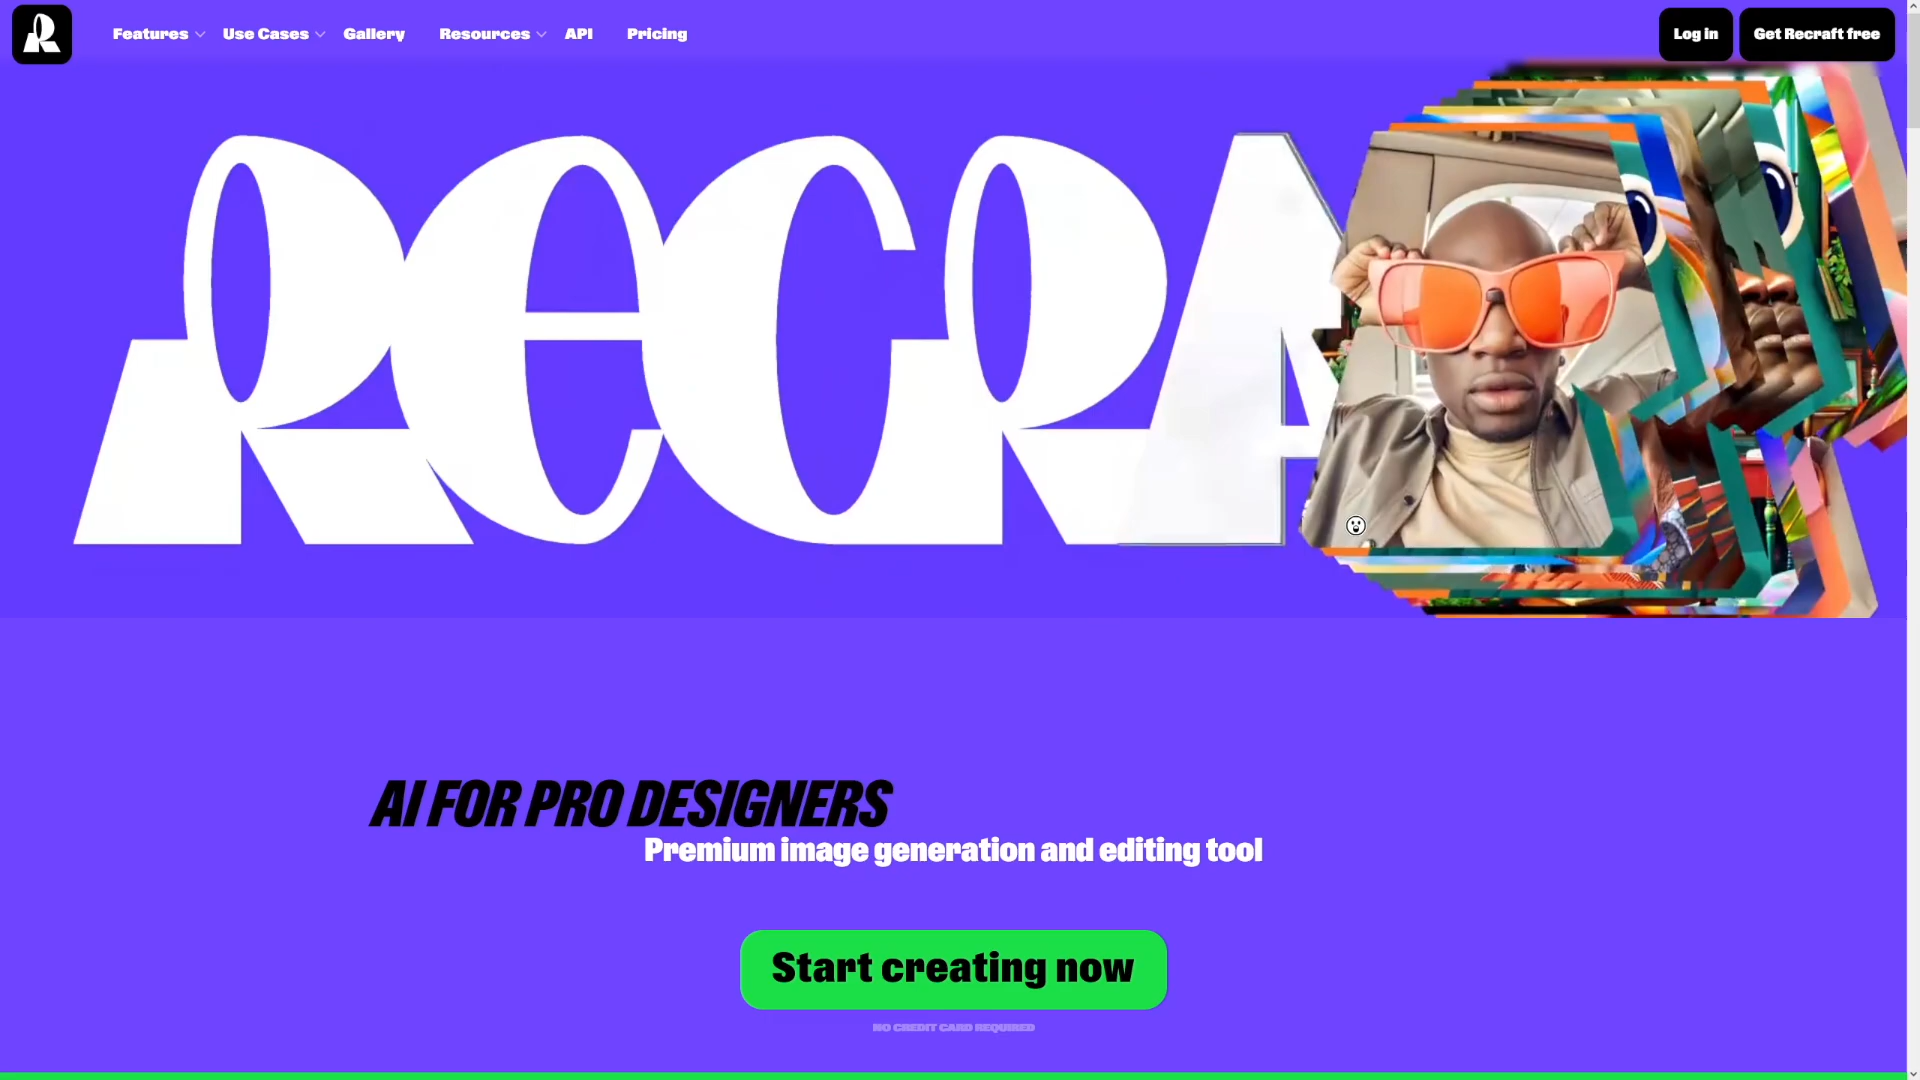 R
Features
Use Cases
Gallery
Resources
API
Pricing
Log in
Get Recraft free
RECRA
AI FOR PRO DESIGNERS
Premium image generation and editing tool
Start creating now
NO CREDIT CARD REQUIRED